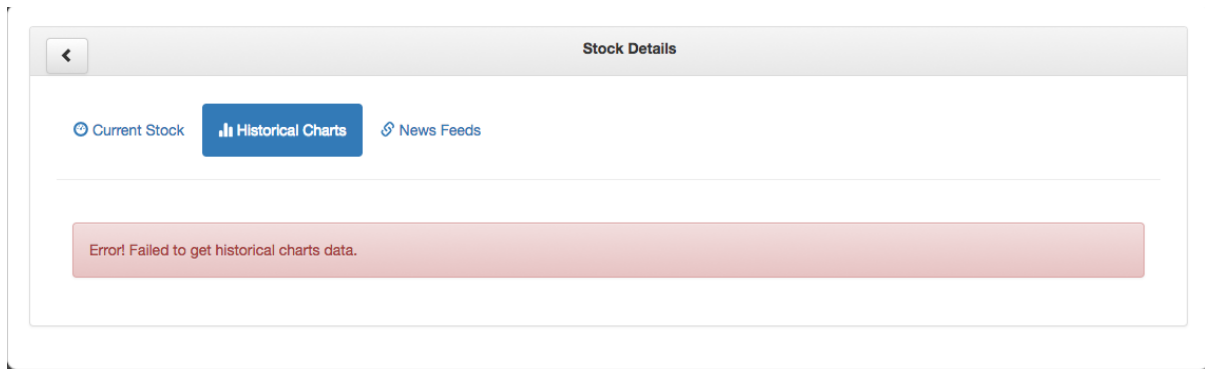 Stock Details
Current Stock Historical Charts News Feeds
Error! Failed to get historical charts data.